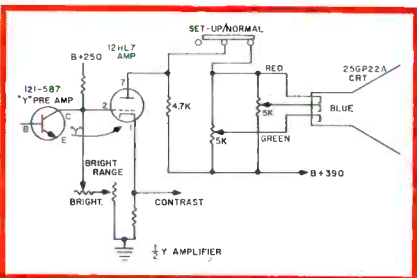 SET-UP/NORMAL
B+250
12HL7
AMP
25GP22A
CRT
RED
121-587
"Y" PRE AMP
7
2
1
C
B
E
4.7K
5K
BLUE
5K
GREEN
BRIGHT
RANGE
BRIGHT.
CONTRAST
B+390
½ Y AMPLIFIER